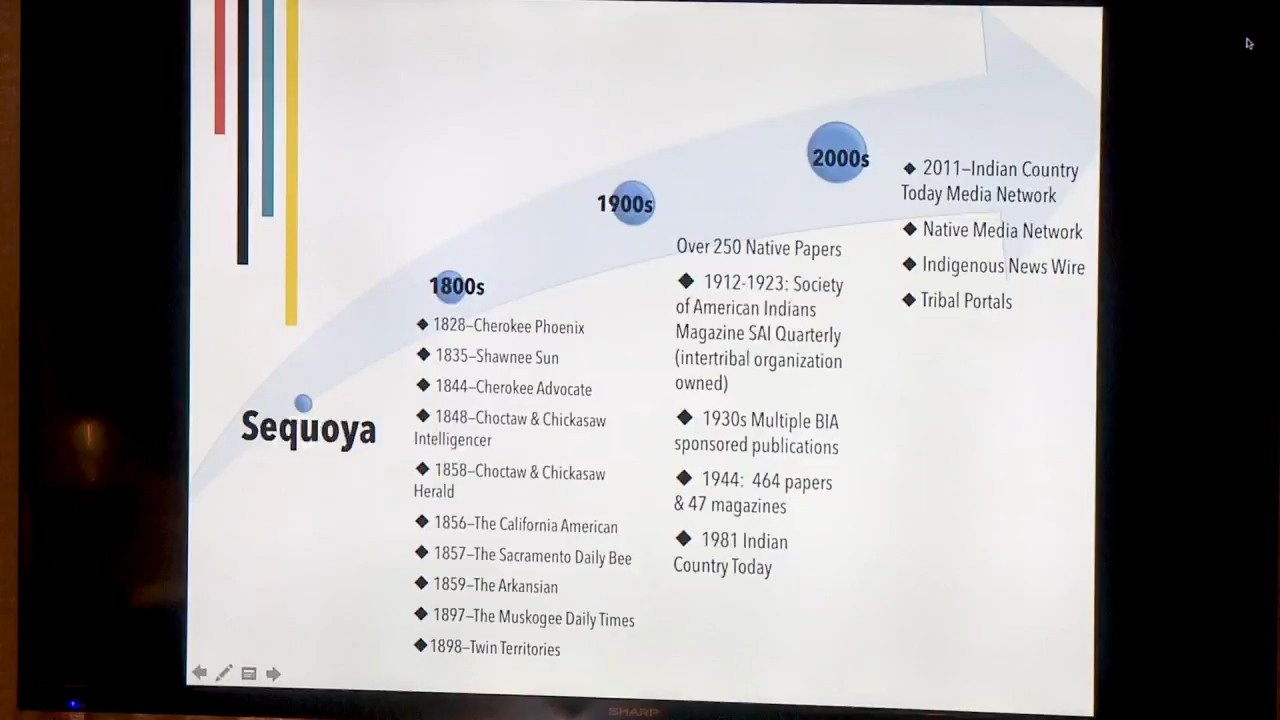 Sequoya
1800s
◆ 1828–Cherokee Phoenix
◆ 1835–Shawnee Sun
◆ 1844–Cherokee Advocate
◆ 1848–Choctaw & Chickasaw
Intelligencer
◆ 1858–Choctaw & Chickasaw
Herald
◆ 1856–The California American
◆ 1857–The Sacramento Daily Bee
◆ 1859–The Arkansian
◆ 1897–The Muskogee Daily Times
◆ 1898–Twin Territories
1900s
Over 250 Native Papers
◆ 1912-1923: Society
of American Indians
Magazine SAI Quarterly
(intertribal organization
owned)
◆ 1930s Multiple BIA
sponsored publications
◆ 1944: 464 papers
& 47 magazines
◆ 1981 Indian
Country Today
2000s
◆ 2011–Indian Country
Today Media Network
◆ Native Media Network
◆ Indigenous News Wire
◆ Tribal Portals
SHARP